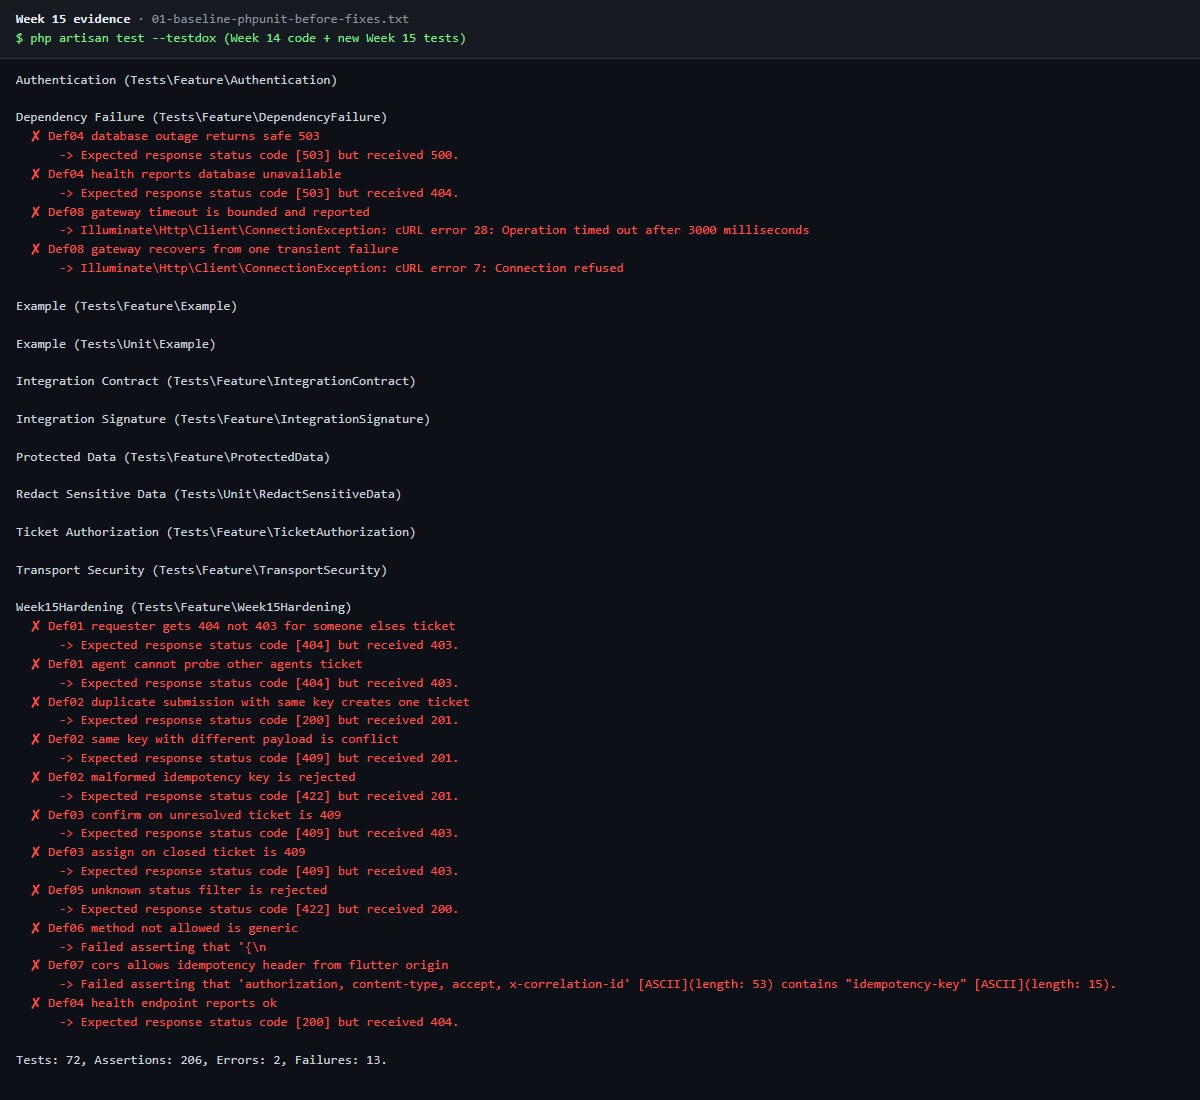 Week 15 evidence · 01-baseline-phpunit-before-fixes.txt
$ php artisan test --testdox (Week 14 code + new Week 15 tests)
Authentication (Tests\Feature\Authentication)
Dependency Failure (Tests\Feature\DependencyFailure)
✗ Def04 database outage returns safe 503
-> Expected response status code [503] but received 500.
✗ Def04 health reports database unavailable
-> Expected response status code [503] but received 404.
✗ Def08 gateway timeout is bounded and reported
-> Illuminate\Http\Client\ConnectionException: cURL error 28: Operation timed out after 3000 milliseconds
✗ Def08 gateway recovers from one transient failure
-> Illuminate\Http\Client\ConnectionException: cURL error 7: Connection refused
Example (Tests\Feature\Example)
Example (Tests\Unit\Example)
Integration Contract (Tests\Feature\IntegrationContract)
Integration Signature (Tests\Feature\IntegrationSignature)
Protected Data (Tests\Feature\ProtectedData)
Redact Sensitive Data (Tests\Unit\RedactSensitiveData)
Ticket Authorization (Tests\Feature\TicketAuthorization)
Transport Security (Tests\Feature\TransportSecurity)
Week15Hardening (Tests\Feature\Week15Hardening)
✗ Def01 requester gets 404 not 403 for someone elses ticket
-> Expected response status code [404] but received 403.
✗ Def01 agent cannot probe other agents ticket
-> Expected response status code [404] but received 403.
✗ Def02 duplicate submission with same key creates one ticket
-> Expected response status code [200] but received 201.
✗ Def02 same key with different payload is conflict
-> Expected response status code [409] but received 201.
✗ Def02 malformed idempotency key is rejected
-> Expected response status code [422] but received 201.
✗ Def03 confirm on unresolved ticket is 409
-> Expected response status code [409] but received 403.
✗ Def03 assign on closed ticket is 409
-> Expected response status code [409] but received 403.
✗ Def05 unknown status filter is rejected
-> Expected response status code [422] but received 200.
✗ Def06 method not allowed is generic
-> Failed asserting that '{\n
✗ Def07 cors allows idempotency header from flutter origin
-> Failed asserting that 'authorization, content-type, accept, x-correlation-id' [ASCII](length: 53) contains "idempotency-key" [ASCII](length: 15).
✗ Def04 health endpoint reports ok
-> Expected response status code [200] but received 404.
Tests: 72, Assertions: 206, Errors: 2, Failures: 13.